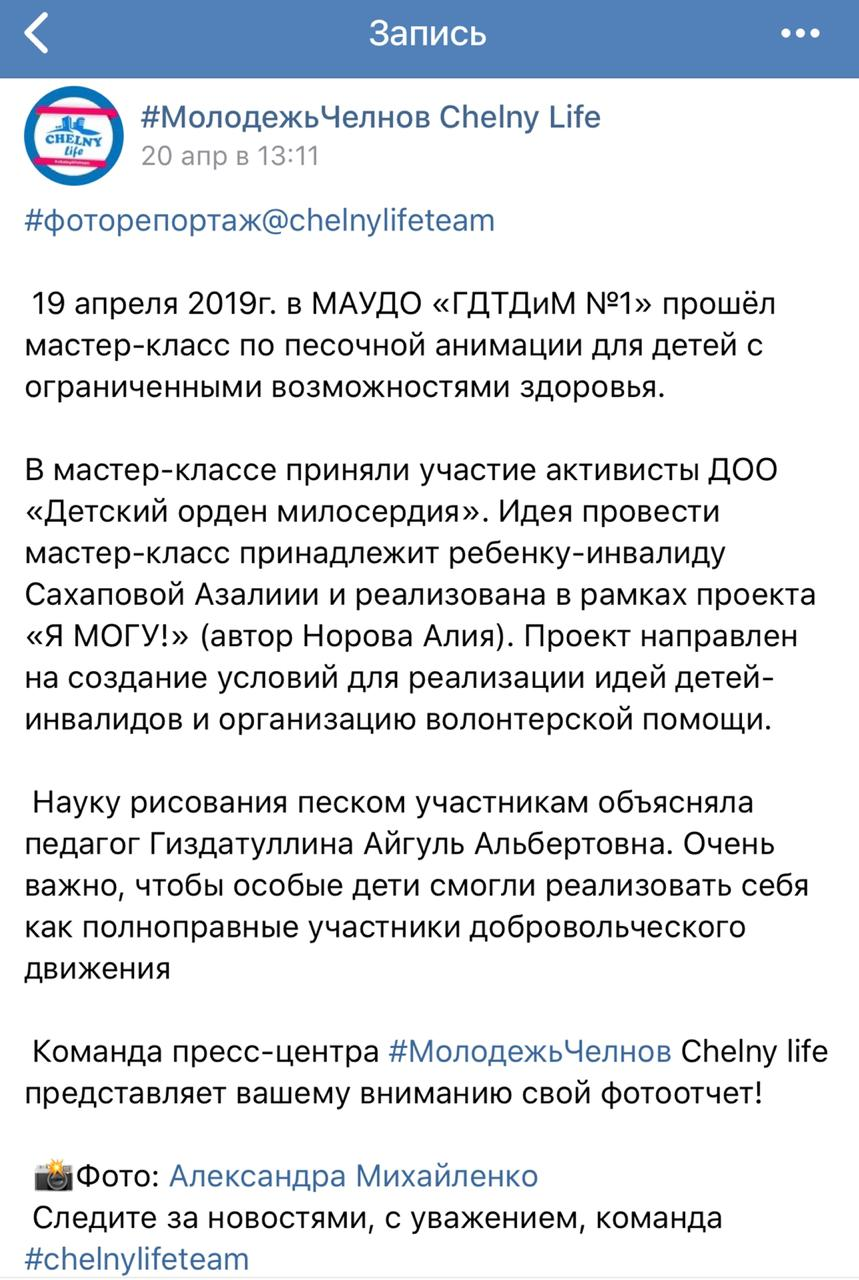 Запись
CHELNY
life
#МолодежьЧелнов Chelny Life
20 апр в 13:11
#фоторепортаж@chelnylifeteam
19 апреля 2019г. в МАУДО «ГДТДиМ №1» прошёл
мастер-класс по песочной анимации для детей с
ограниченными возможностями здоровья.
В мастер-классе приняли участие активисты ДОО
«Детский орден милосердия». Идея провести
мастер-класс принадлежит ребенку-инвалиду
Сахаповой Азалиии и реализована в рамках проекта
«Я МОГУ!» (автор Норова Алия). Проект направлен
на создание условий для реализации идей детей-
инвалидов и организацию волонтерской помощи.
Науку рисования песком участникам объясняла
педагог Гиздатуллина Айгуль Альбертовна. Очень
важно, чтобы особые дети смогли реализовать себя
как полноправные участники добровольческого
движения
Команда пресс-центра #МолодежьЧелнов Chelny life
представляет вашему вниманию свой фотоотчет!
📸Фото: Александра Михайленко
Следите за новостями, с уважением, команда
#chelnylifeteam